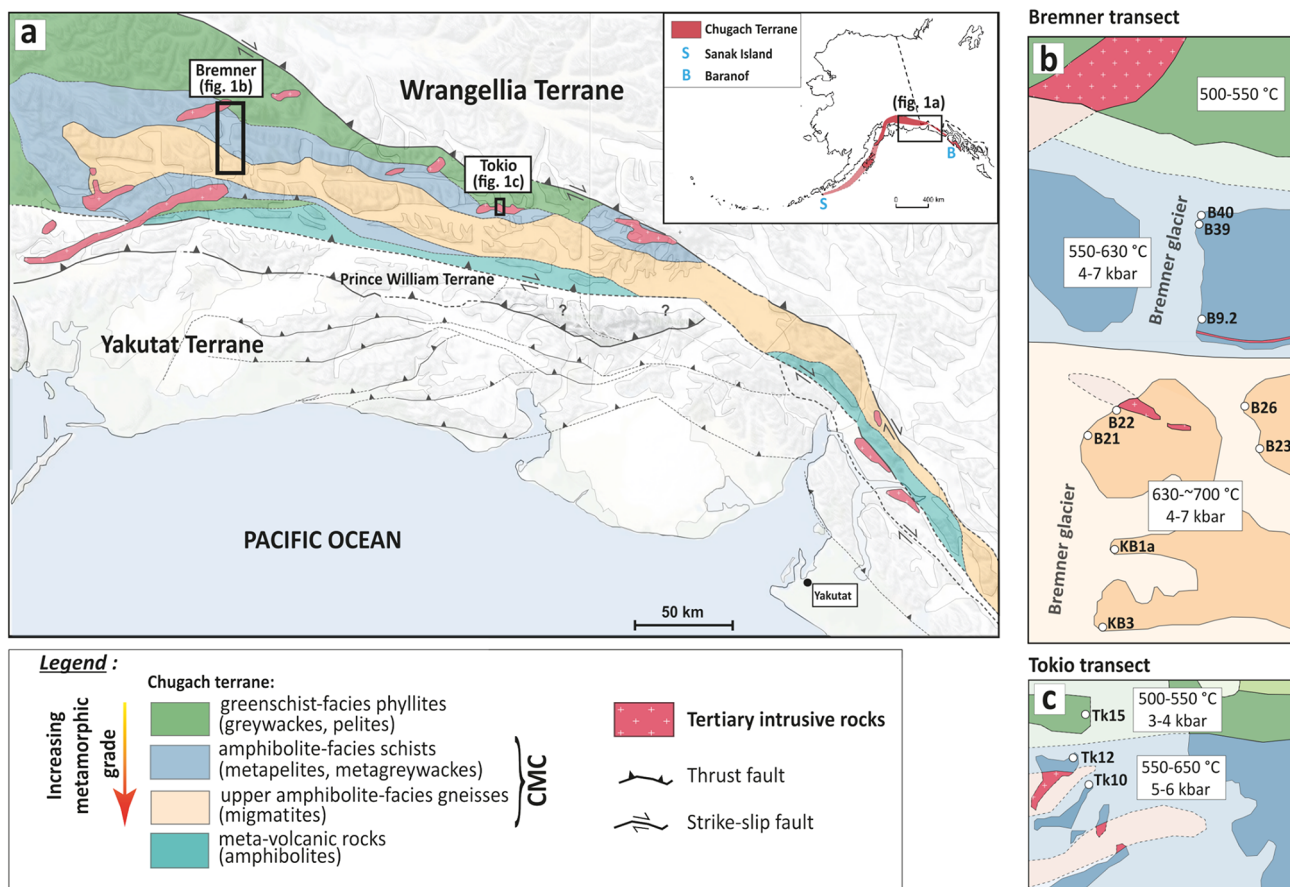 a
Bremner
(fig. 1b)
Wrangellia Terrane
Tokio
(fig. 1c)
Prince William Terrane
?
?
Yakutat Terrane
PACIFIC OCEAN
Yakutat
50 km
Chugach Terrane
S Sanak Island
B Baranof
(fig. 1a)
B
S
0 400 km
Legend :
Chugach terrane:
Increasing
metamorphic
grade
greenschist-facies phyllites
(greywackes, pelites)
amphibolite-facies schists
(metapelites, metagreywackes)
upper amphibolite-facies gneisses
(migmatites)
meta-volcanic rocks
(amphibolites)
CMC
Tertiary intrusive rocks
Thrust fault
Strike-slip fault
Bremner transect
b
500-550 °C
B40
B39
550-630 °C
4-7 kbar
Bremner glacier
B9.2
B22
B21
B26
B23
630-~700 °C
4-7 kbar
Bremner glacier
KB1a
KB3
Tokio transect
c
500-550 °C
3-4 kbar
Tk15
Tk12
Tk10
550-650 °C
5-6 kbar